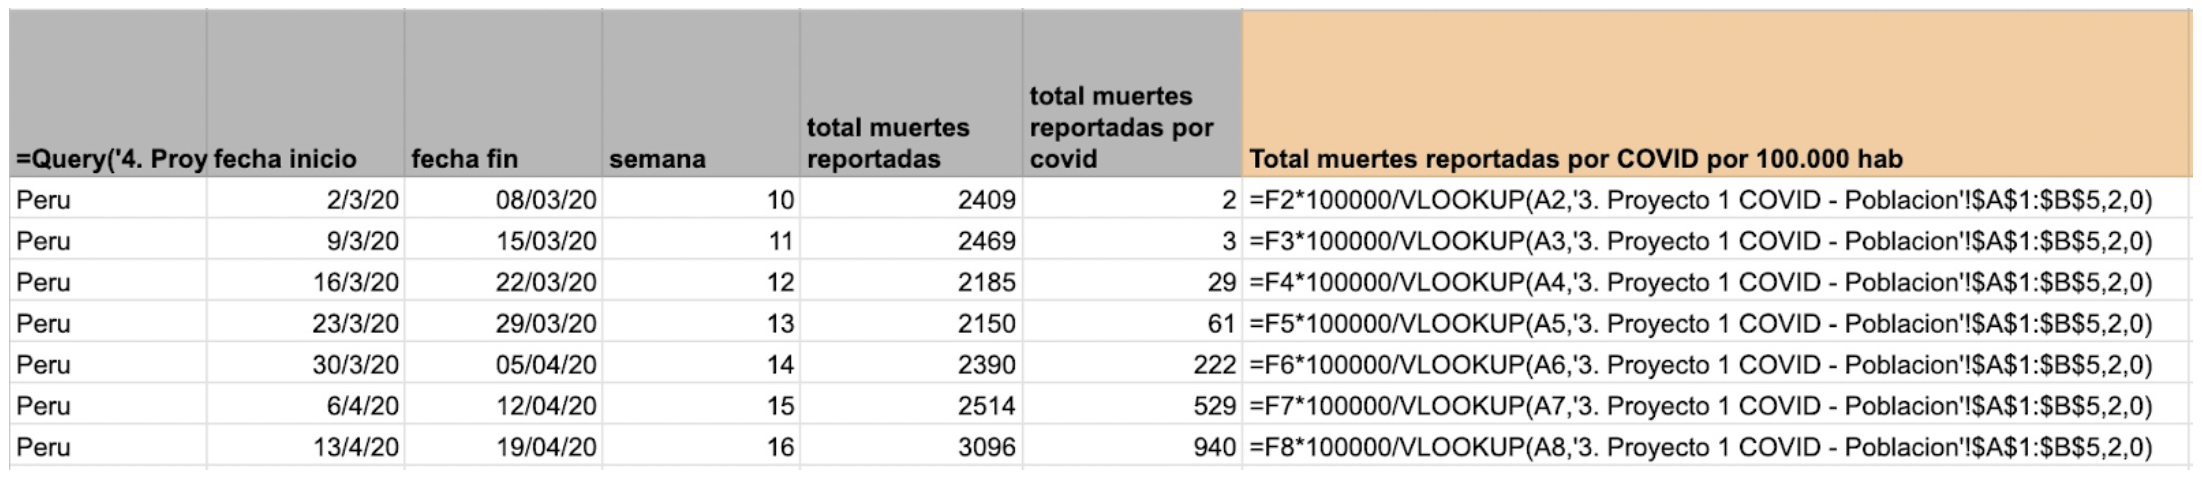 =Query('4. Proy fecha inicio fecha fin semana total muertes reportadas total muertes reportadas por covid Total muertes reportadas por COVID por 100.000 hab
Peru 2/3/20 08/03/20 10 2409 2 =F2*100000/VLOOKUP(A2,'3. Proyecto 1 COVID - Poblacion'!$A$1:$B$5,2,0)
Peru 9/3/20 15/03/20 11 2469 3 =F3*100000/VLOOKUP(A3,'3. Proyecto 1 COVID - Poblacion'!$A$1:$B$5,2,0)
Peru 16/3/20 22/03/20 12 2185 29 =F4*100000/VLOOKUP(A4,'3. Proyecto 1 COVID - Poblacion'!$A$1:$B$5,2,0)
Peru 23/3/20 29/03/20 13 2150 61 =F5*100000/VLOOKUP(A5,'3. Proyecto 1 COVID - Poblacion'!$A$1:$B$5,2,0)
Peru 30/3/20 05/04/20 14 2390 222 =F6*100000/VLOOKUP(A6,'3. Proyecto 1 COVID - Poblacion'!$A$1:$B$5,2,0)
Peru 6/4/20 12/04/20 15 2514 529 =F7*100000/VLOOKUP(A7,'3. Proyecto 1 COVID - Poblacion'!$A$1:$B$5,2,0)
Peru 13/4/20 19/04/20 16 3096 940 =F8*100000/VLOOKUP(A8,'3. Proyecto 1 COVID - Poblacion'!$A$1:$B$5,2,0)